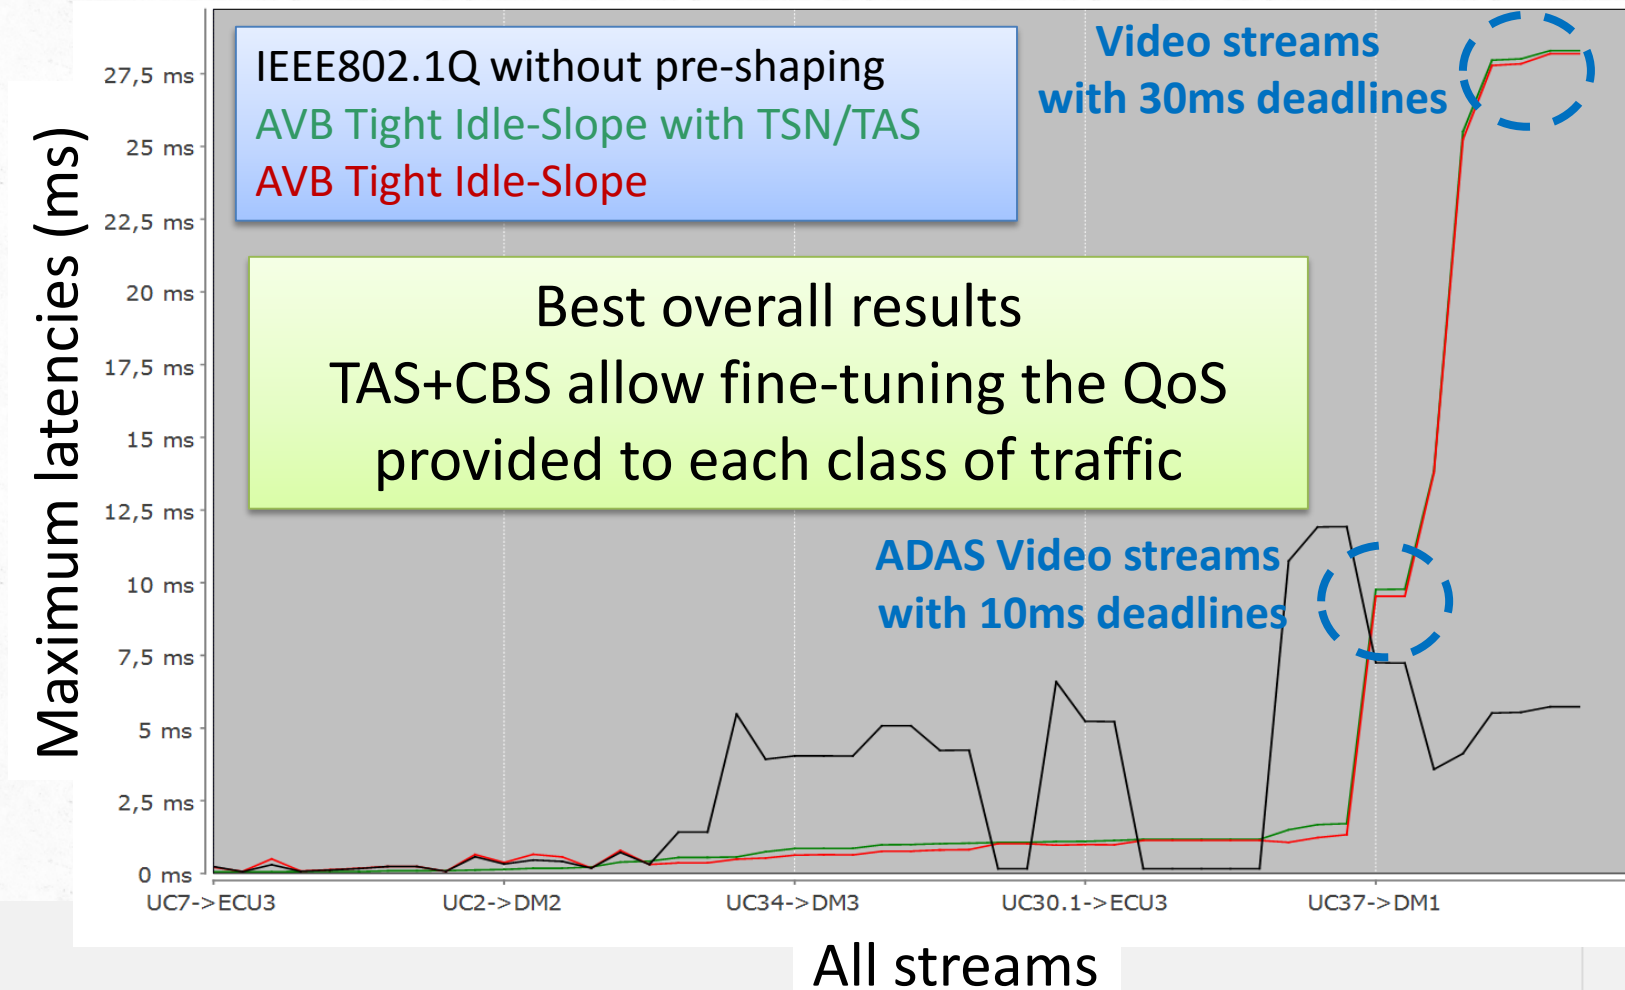 IEEE802.1Q without pre-shaping
AVB Tight Idle-Slope with TSN/TAS
AVB Tight Idle-Slope
Video streams
with 30ms deadlines
Best overall results
TAS+CBS allow fine-tuning the QoS
provided to each class of traffic
ADAS Video streams
with 10ms deadlines
Maximum latencies (ms)
27,5 ms
25 ms
22,5 ms
20 ms
17,5 ms
15 ms
12,5 ms
10 ms
7,5 ms
5 ms
2,5 ms
0 ms
UC7->ECU3
UC2->DM2
UC34->DM3
UC30.1->ECU3
UC37->DM1
All streams